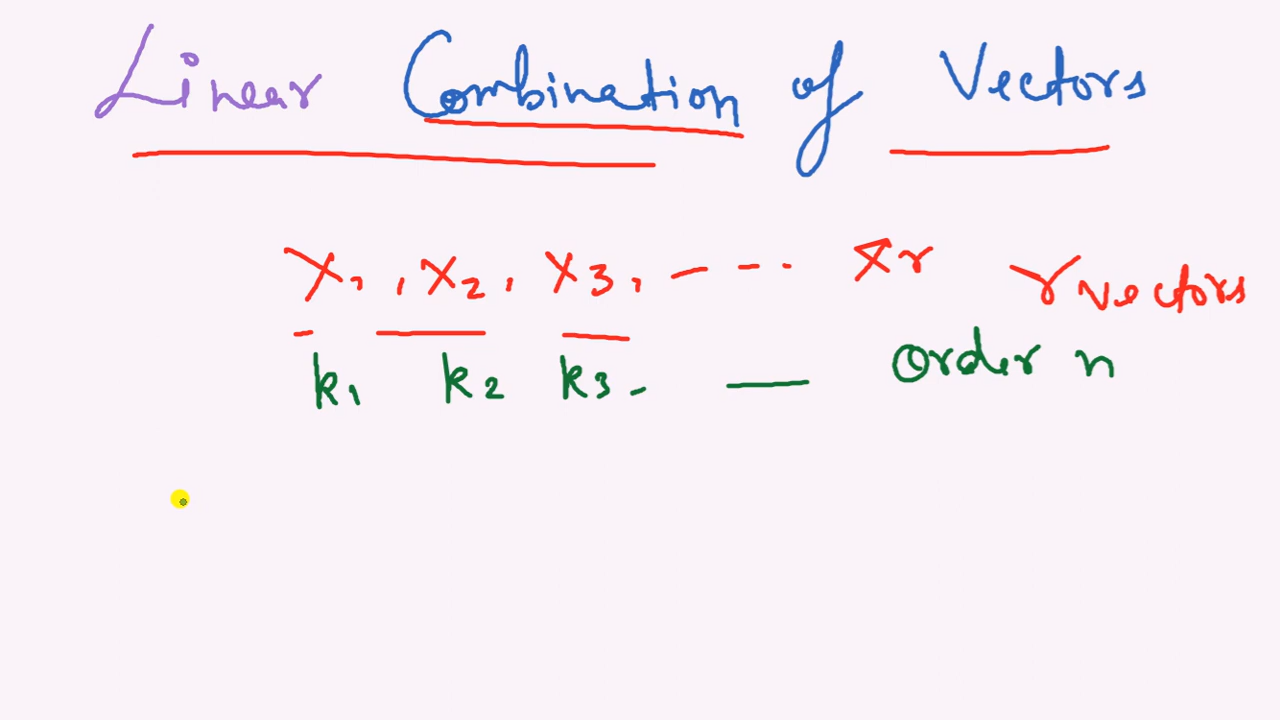 Linear Combination of Vectors
X1, X2, X3, --- Xr r vectors
k1 k2 k3 - — order n